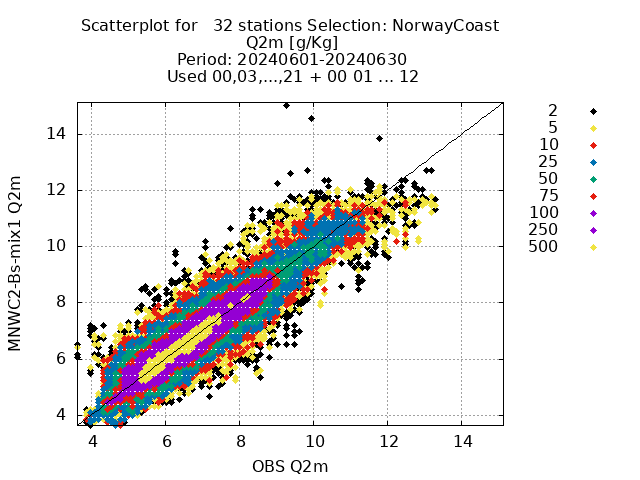 Scatterplot for   32 stations Selection: NorwayCoast
Q2m [g/Kg]
Period: 20240601-20240630
Used 00,03,...,21 + 00 01 ... 12
2
5
10
25
50
75
100
250
500
14
12
10
8
6
4
MNWC2-Bs-mix1 Q2m
4 6 8 10 12 14
OBS Q2m